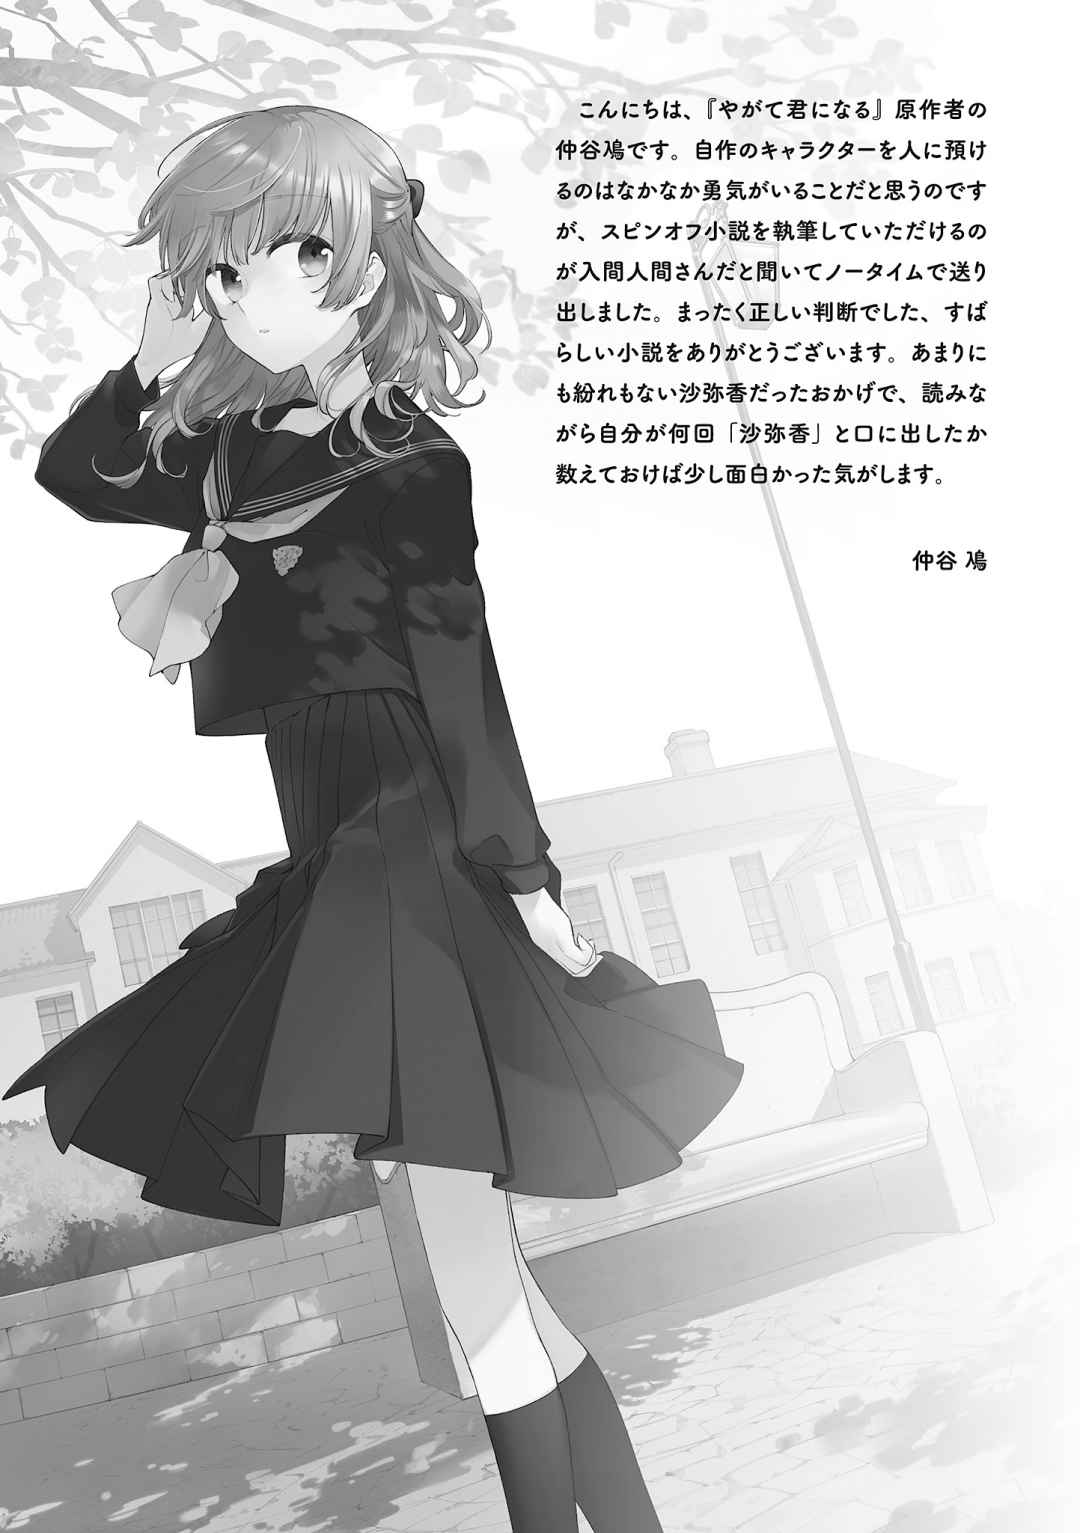 こんにちは、『やがて君になる』原作者の
仲谷鳰です。自作のキャラクターを人に預け
るのはなかなか勇気がいることだと思うのです
が、スピンオフ小説を執筆していただけるの
が入間人間さんだと聞いてノータイムで送り
出しました。まったく正しい判断でした、すば
らしい小説をありがとうございます。あまりに
も紛れもない沙弥香だったおかげで、読みな
がら自分が何回「沙弥香」と口に出したか
数えておけば少し面白かった気がします。
仲谷 鳰